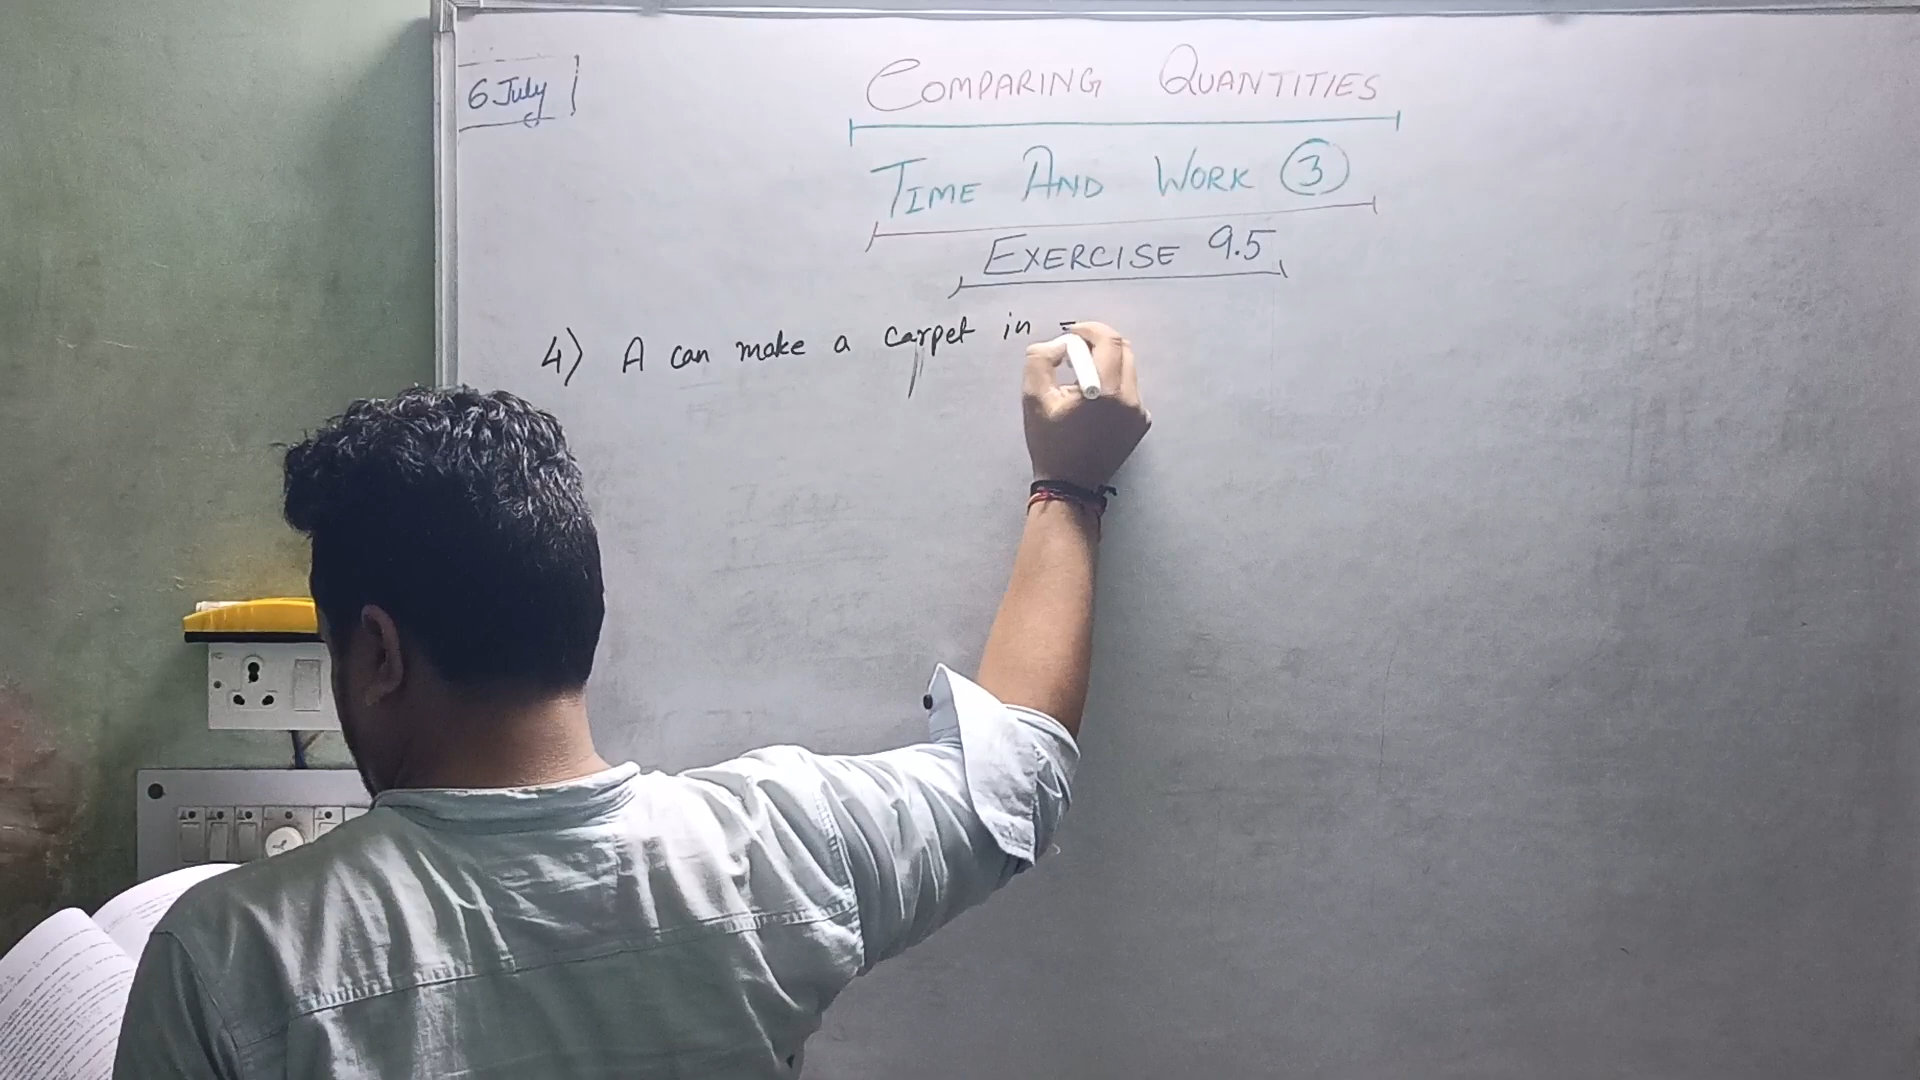 6 July
COMPARING QUANTITIES
TIME AND WORK 3
EXERCISE 9.5
4) A can make a carpet in